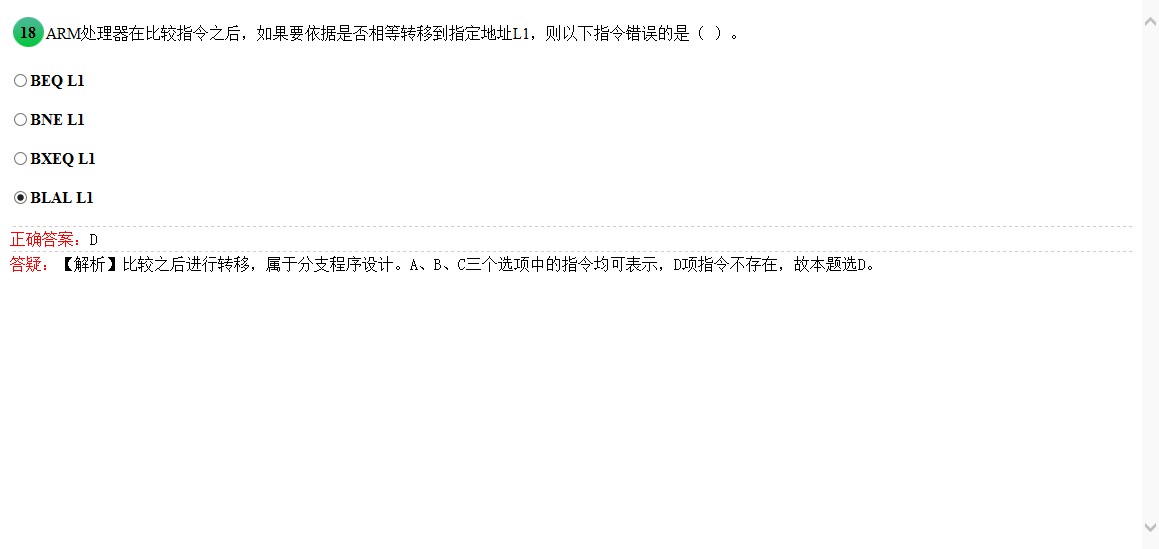 18 ARM处理器在比较指令之后，如果要依据是否相等转移到指定地址L1，则以下指令错误的是（ ）。
BEQ L1
BNE L1
BXEQ L1
BLAL L1
正确答案：D
答疑：【解析】比较之后进行转移，属于分支程序设计。A、B、C三个选项中的指令均可表示，D项指令不存在，故本题选D。